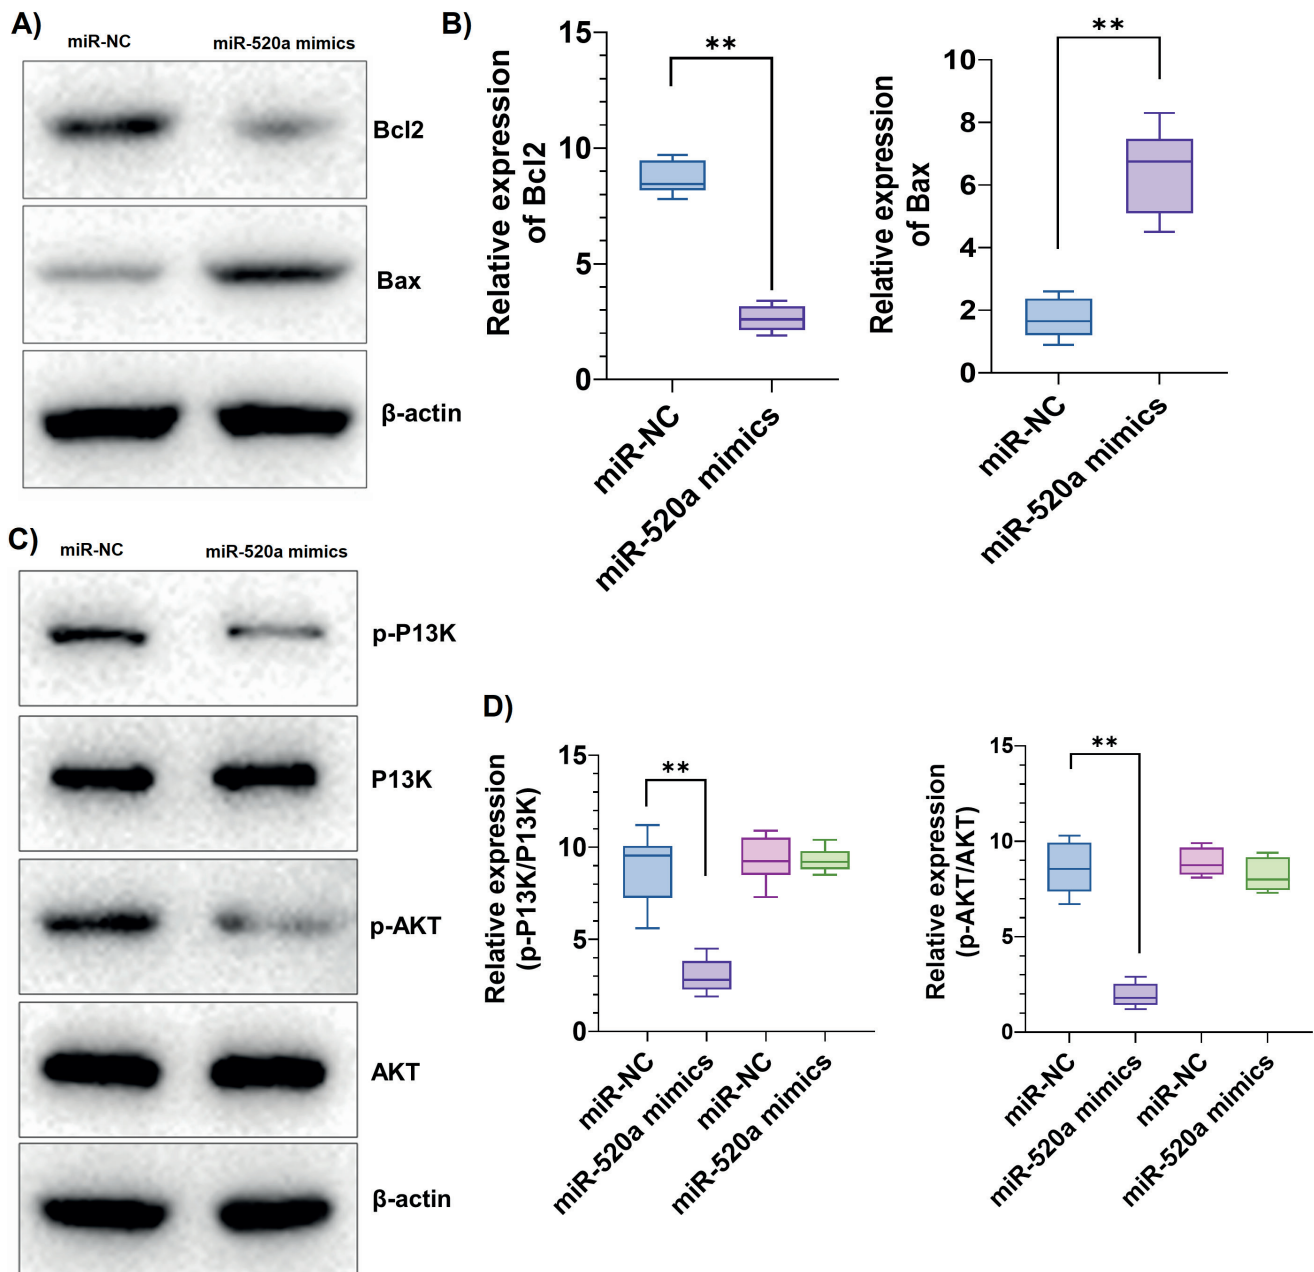 A)
miR-NC miR-520a mimics
Bcl2
Bax
β-actin
B)
Relative expression
of Bcl2
15
10
5
0
**
miR-NC
miR-520a mimics
Relative expression
of Bax
10
8
6
4
2
0
**
miR-NC
miR-520a mimics
C)
miR-NC miR-520a mimics
p-P13K
P13K
p-AKT
AKT
β-actin
D)
Relative expression
(p-P13K/P13K)
15
10
5
0
**
miR-NC
miR-520a mimics
miR-NC
miR-520a mimics
Relative expression
(p-AKT/AKT)
15
10
5
0
**
miR-NC
miR-520a mimics
miR-NC
miR-520a mimics